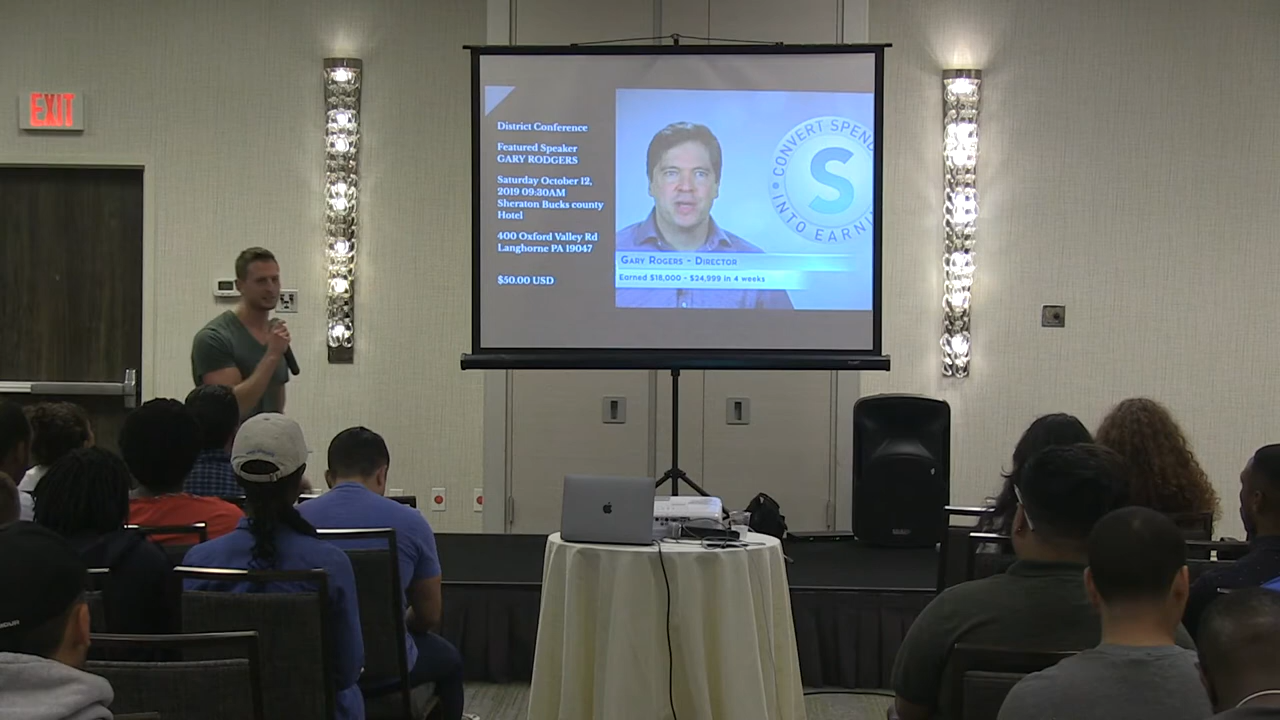 EXIT
District Conference
Featured Speaker
GARY RODGERS
Saturday October 12,
2019 09:30AM
Sheraton Bucks county
Hotel
400 Oxford Valley Rd
Langhorne PA 19047
$50.00 USD
CONVERT SPEND
S
INTO EARNI
GARY ROGERS - DIRECTOR
Earned $18,000 - $24,999 in 4 weeks